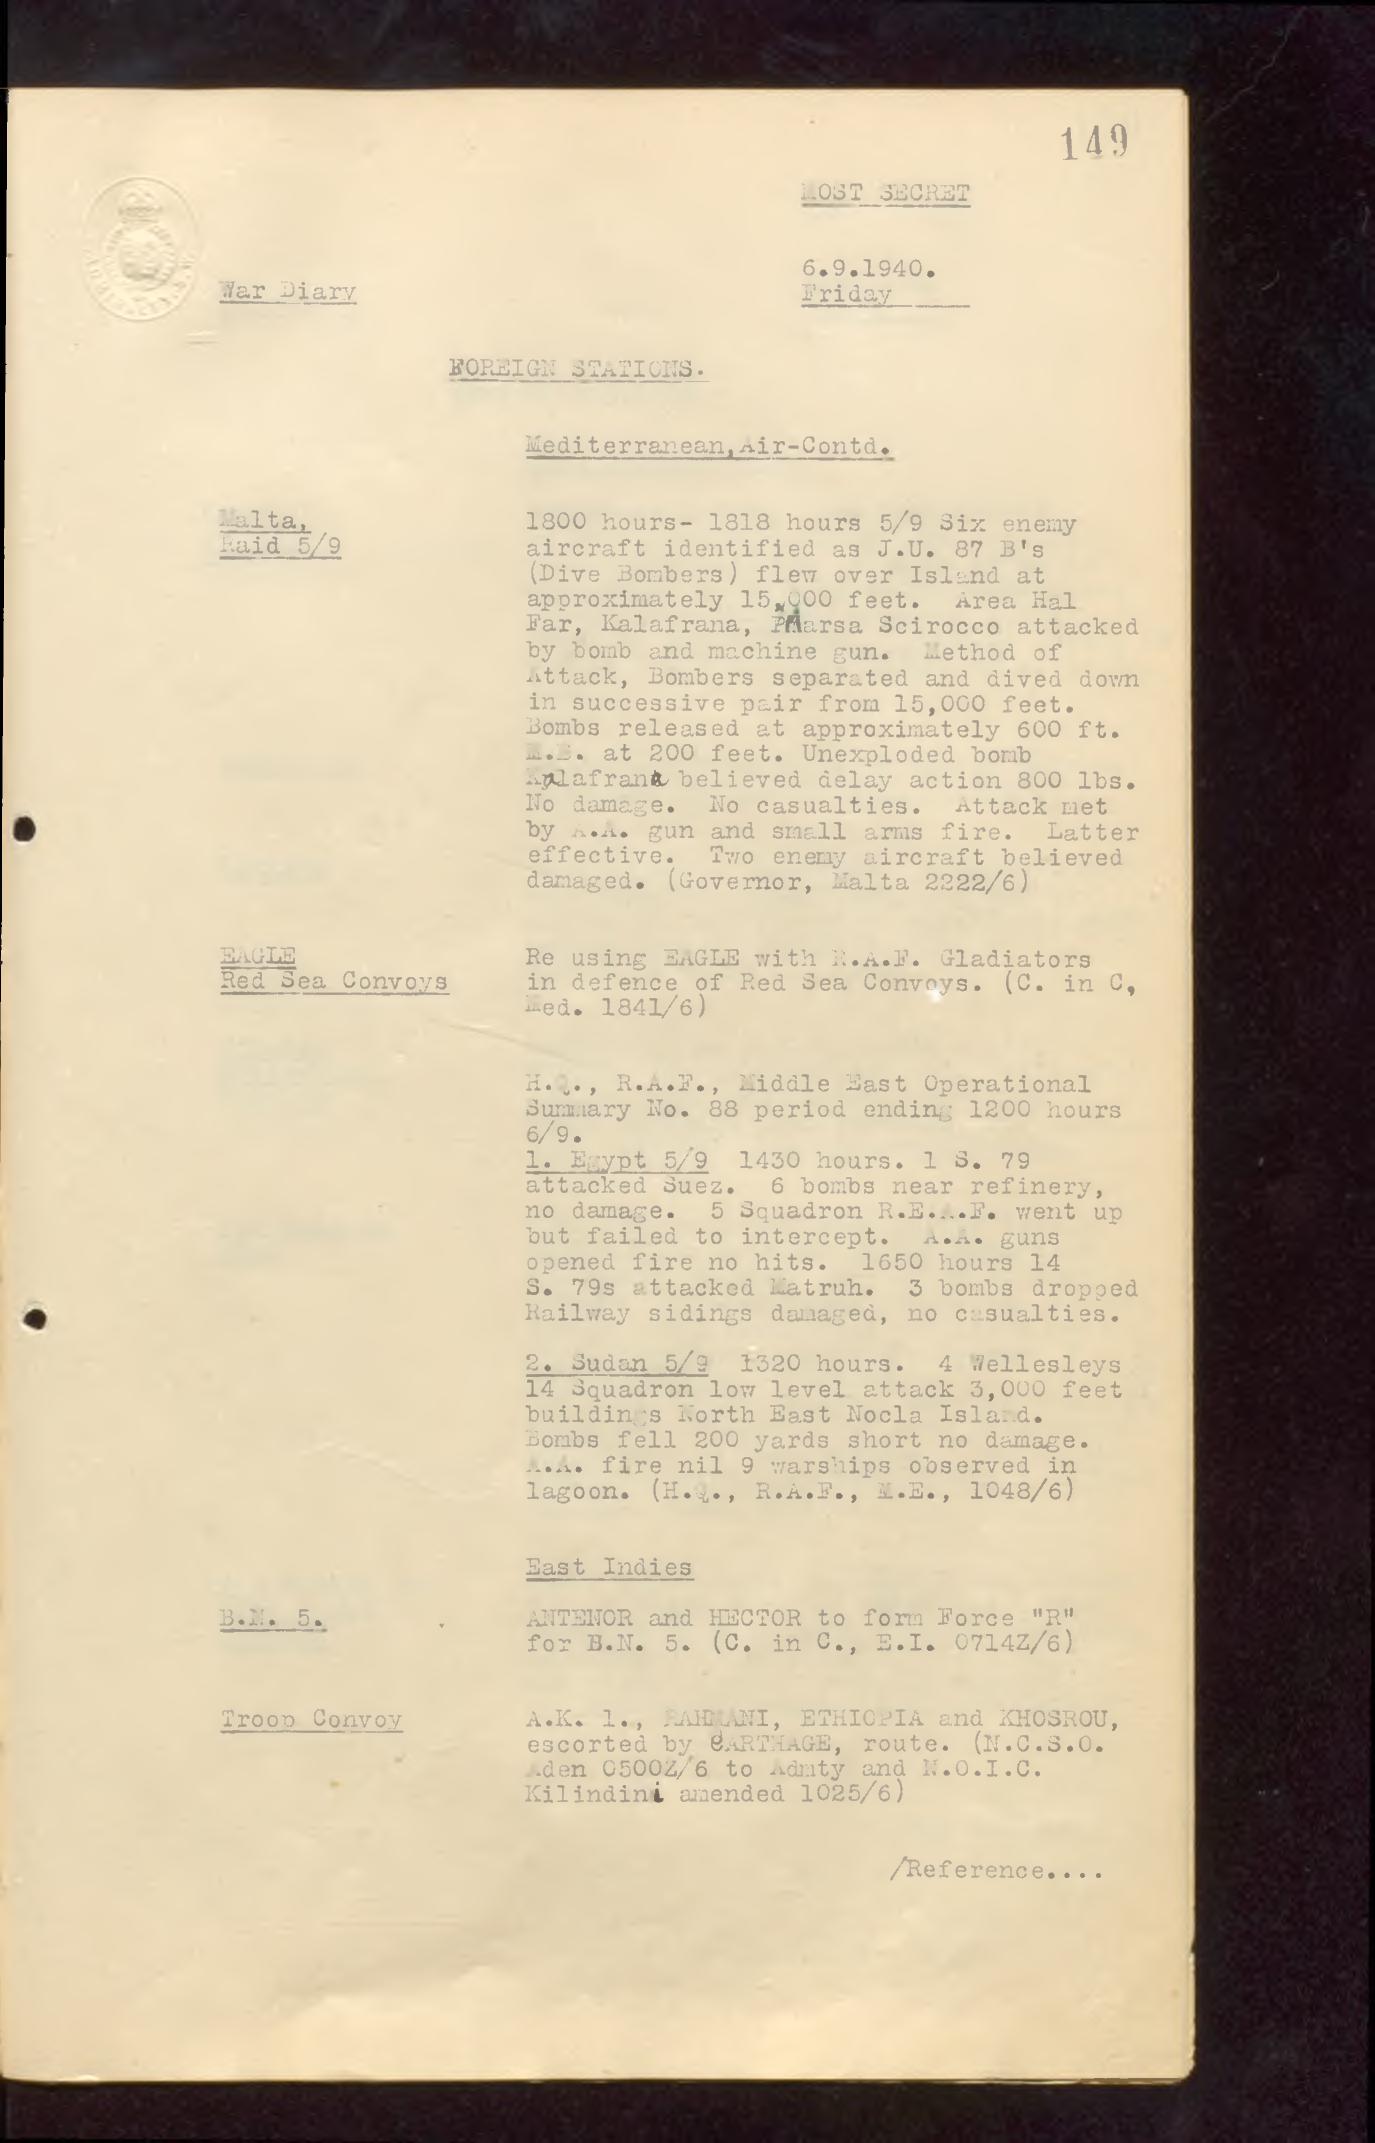 149
MOST SECRET
6.9.1940.
War Diary
Friday
FOREIGN STATIONS.
Mediterranean, Air-Contd.
Malta,
Raid 5/9
1800 hours- 1818 hours 5/9 Six enemy
aircraft identified as J.U. 87 B's
(Dive Bombers) flew over Island at
approximately 15,000 feet. Area Hal
Far, Kalafrana, Marsa Scirocco attacked
by bomb and machine gun. Method of
Attack, Bombers separated and dived down
in successive pair from 15,000 feet.
Bombs released at approximately 600 ft.
at 200 feet. Unexploded bomb
Kalafrana believed delay action 800 lbs.
No damage. No casualties. Attack met
by A.A. gun and small arms fire. Latter
effective. Two enemy aircraft believed
damaged. (Governor, Malta 2222/6)
EAGLE
Red Sea Convoys
Re using EAGLE with R.A.F. Gladiators
in defence of Red Sea Convoys. (C. in C,
Med. 1841/6)
H.Q., R.A.F., Middle East Operational
Summary No. 88 period ending 1200 hours
6/9.
1. Egypt 5/9 1430 hours. 1 S. 79
attacked Suez. 6 bombs near refinery,
no damage. 5 Squadron R.E.A.F. went up
but failed to intercept. A.A. guns
opened fire no hits. 1650 hours 14
S. 79s attacked Matruh. 3 bombs dropped
Railway sidings damaged, no casualties.
2. Sudan 5/9 1320 hours. 4 Wellesleys
14 Squadron low level attack 3,000 feet
buildings North East Nocla Island.
Bombs fell 200 yards short no damage.
A.A. fire nil 9 warships observed in
lagoon. (H.Q., R.A.F., M.E., 1048/6)
East Indies
B.N. 5.
ANTENOR and HECTOR to form Force "R"
for B.N. 5. (C. in C., E.I. 0714Z/6)
Troop Convoy
A.K. 1., RAHMANI, ETHIOPIA and KHOSROU,
escorted by CARTHAGE, route. (N.C.S.O.
Aden 0500Z/6 to Admty and N.O.I.C.
Kilindini amended 1025/6)
/Reference....